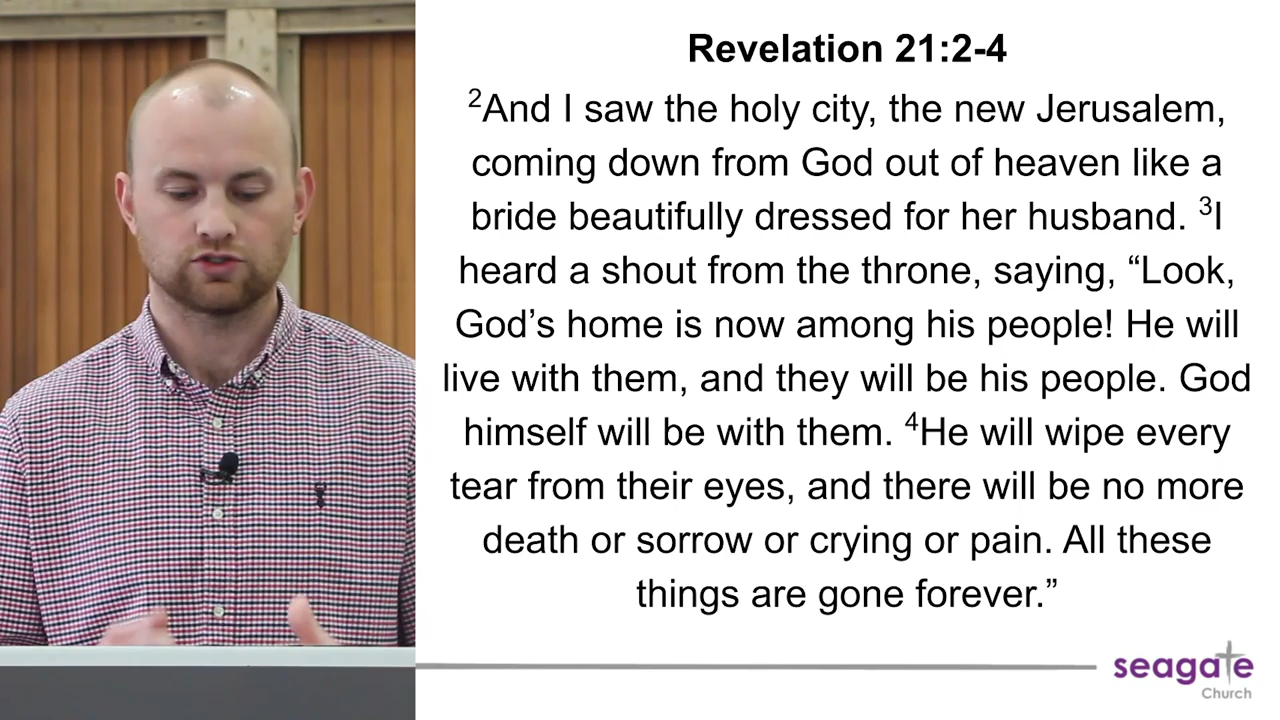 Revelation 21:2-4
²And I saw the holy city, the new Jerusalem,
coming down from God out of heaven like a
bride beautifully dressed for her husband. ³I
heard a shout from the throne, saying, “Look,
God’s home is now among his people! He will
live with them, and they will be his people. God
himself will be with them. ⁴He will wipe every
tear from their eyes, and there will be no more
death or sorrow or crying or pain. All these
things are gone forever.”
seagate
Church